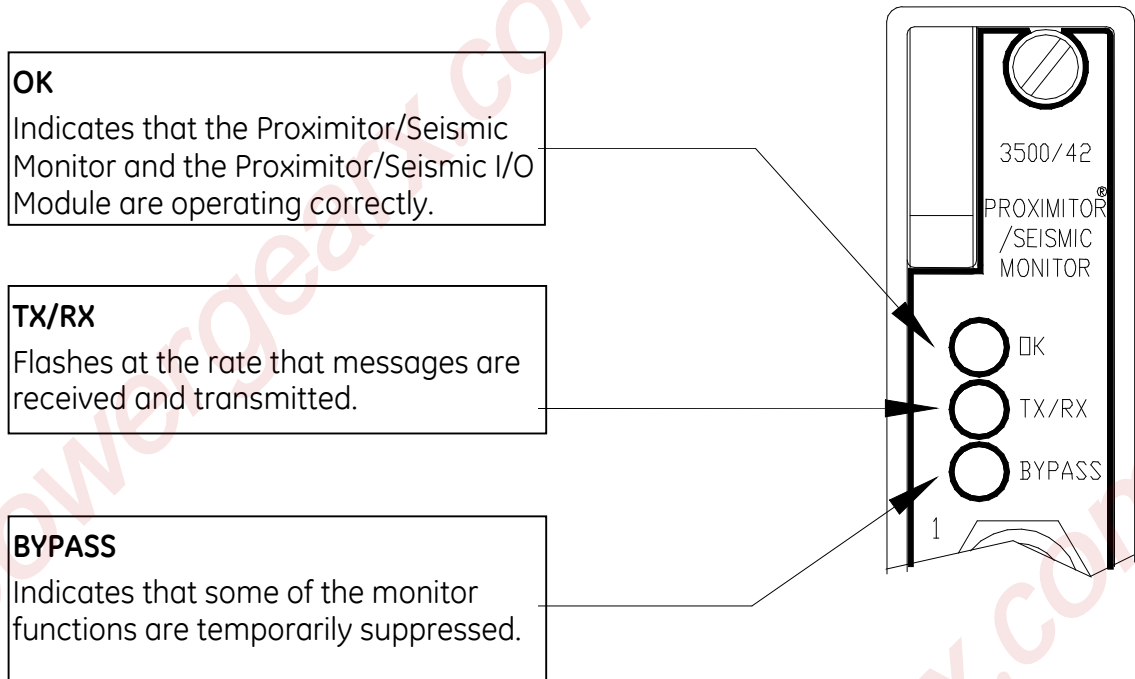 OK
Indicates that the Proximitor/Seismic
Monitor and the Proximitor/Seismic I/O
Module are operating correctly.
TX/RX
Flashes at the rate that messages are
received and transmitted.
BYPASS
Indicates that some of the monitor
functions are temporarily suppressed.
3500/42
PROXIMITOR®
/SEISMIC
MONITOR
OK
TX/RX
BYPASS
1
powergearx.com